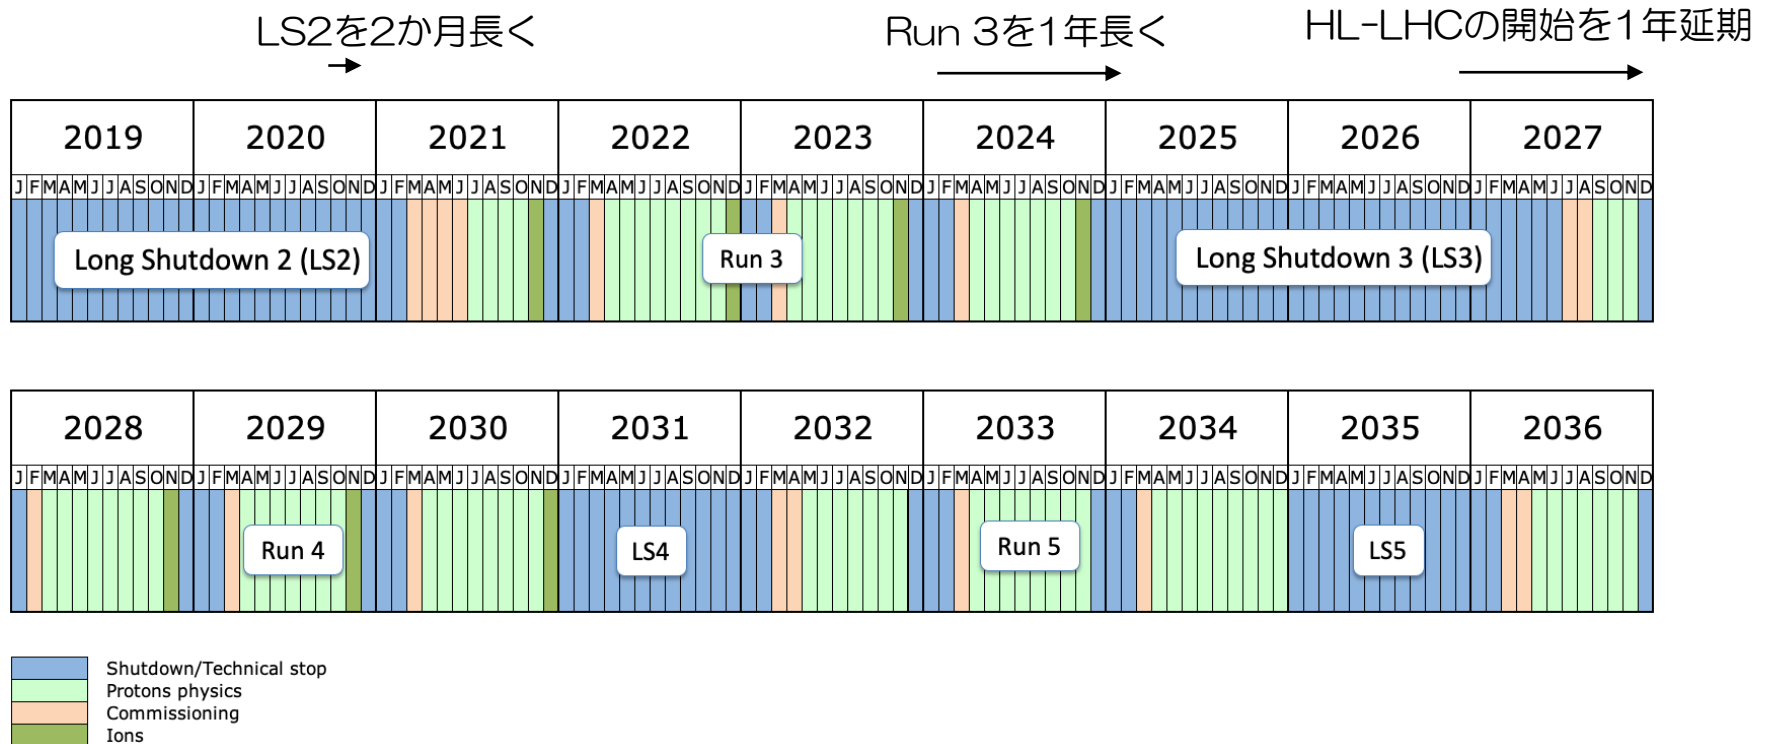 LS2を2か月長く
Run 3を1年長く
HL-LHCの開始を1年延期
2019 2020 2021 2022 2023 2024 2025 2026 2027
J F M A M J J A S O N D J F M A M J J A S O N D J F M A M J J A S O N D J F M A M J J A S O N D J F M A M J J A S O N D J F M A M J J A S O N D J F M A M J J A S O N D J F M A M J J A S O N D J F M A M J J A S O N D
Long Shutdown 2 (LS2) Run 3 Long Shutdown 3 (LS3)
2028 2029 2030 2031 2032 2033 2034 2035 2036
J F M A M J J A S O N D J F M A M J J A S O N D J F M A M J J A S O N D J F M A M J J A S O N D J F M A M J J A S O N D J F M A M J J A S O N D J F M A M J J A S O N D J F M A M J J A S O N D J F M A M J J A S O N D
Run 4 LS4 Run 5 LS5
Shutdown/Technical stop
Protons physics
Commissioning
Ions